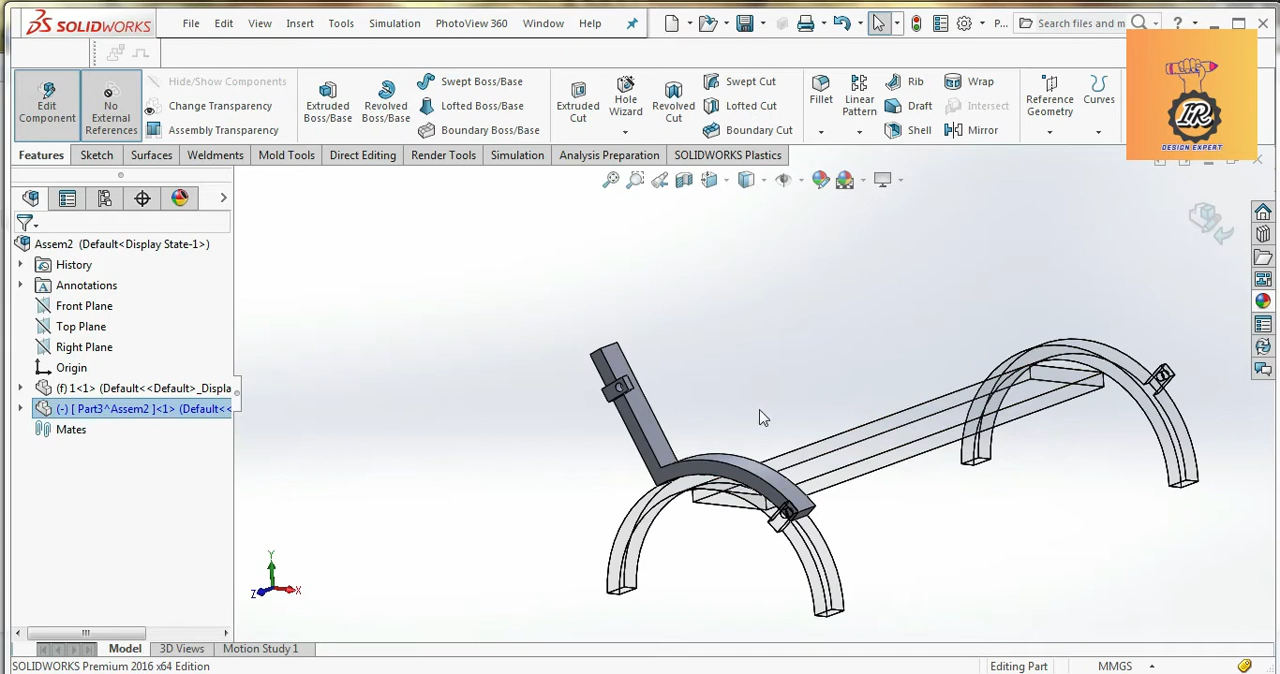 SOLIDWORKS File Edit View Insert Tools Simulation PhotoView 360 Window Help P... Search files and m ?
IR
DESIGN EXPERT
Edit Component
No External References
Hide/Show Components
Change Transparency
Assembly Transparency
Extruded Boss/Base
Revolved Boss/Base
Swept Boss/Base
Lofted Boss/Base
Boundary Boss/Base
Extruded Cut
Hole Wizard
Revolved Cut
Swept Cut
Lofted Cut
Boundary Cut
Fillet
Linear Pattern
Rib
Draft
Shell
Wrap
Intersect
Mirror
Reference Geometry
Curves
Features Sketch Surfaces Weldments Mold Tools Direct Editing Render Tools Simulation Analysis Preparation SOLIDWORKS Plastics
Assem2 (Default<Display State-1>)
History
Annotations
Front Plane
Top Plane
Right Plane
Origin
(f) 1<1> (Default<<Default>_Displa
(-) [ Part3^Assem2 ]<1> (Default<<
Mates
Y
Z X
Model 3D Views Motion Study 1
SOLIDWORKS Premium 2016 x64 Edition Editing Part MMGS